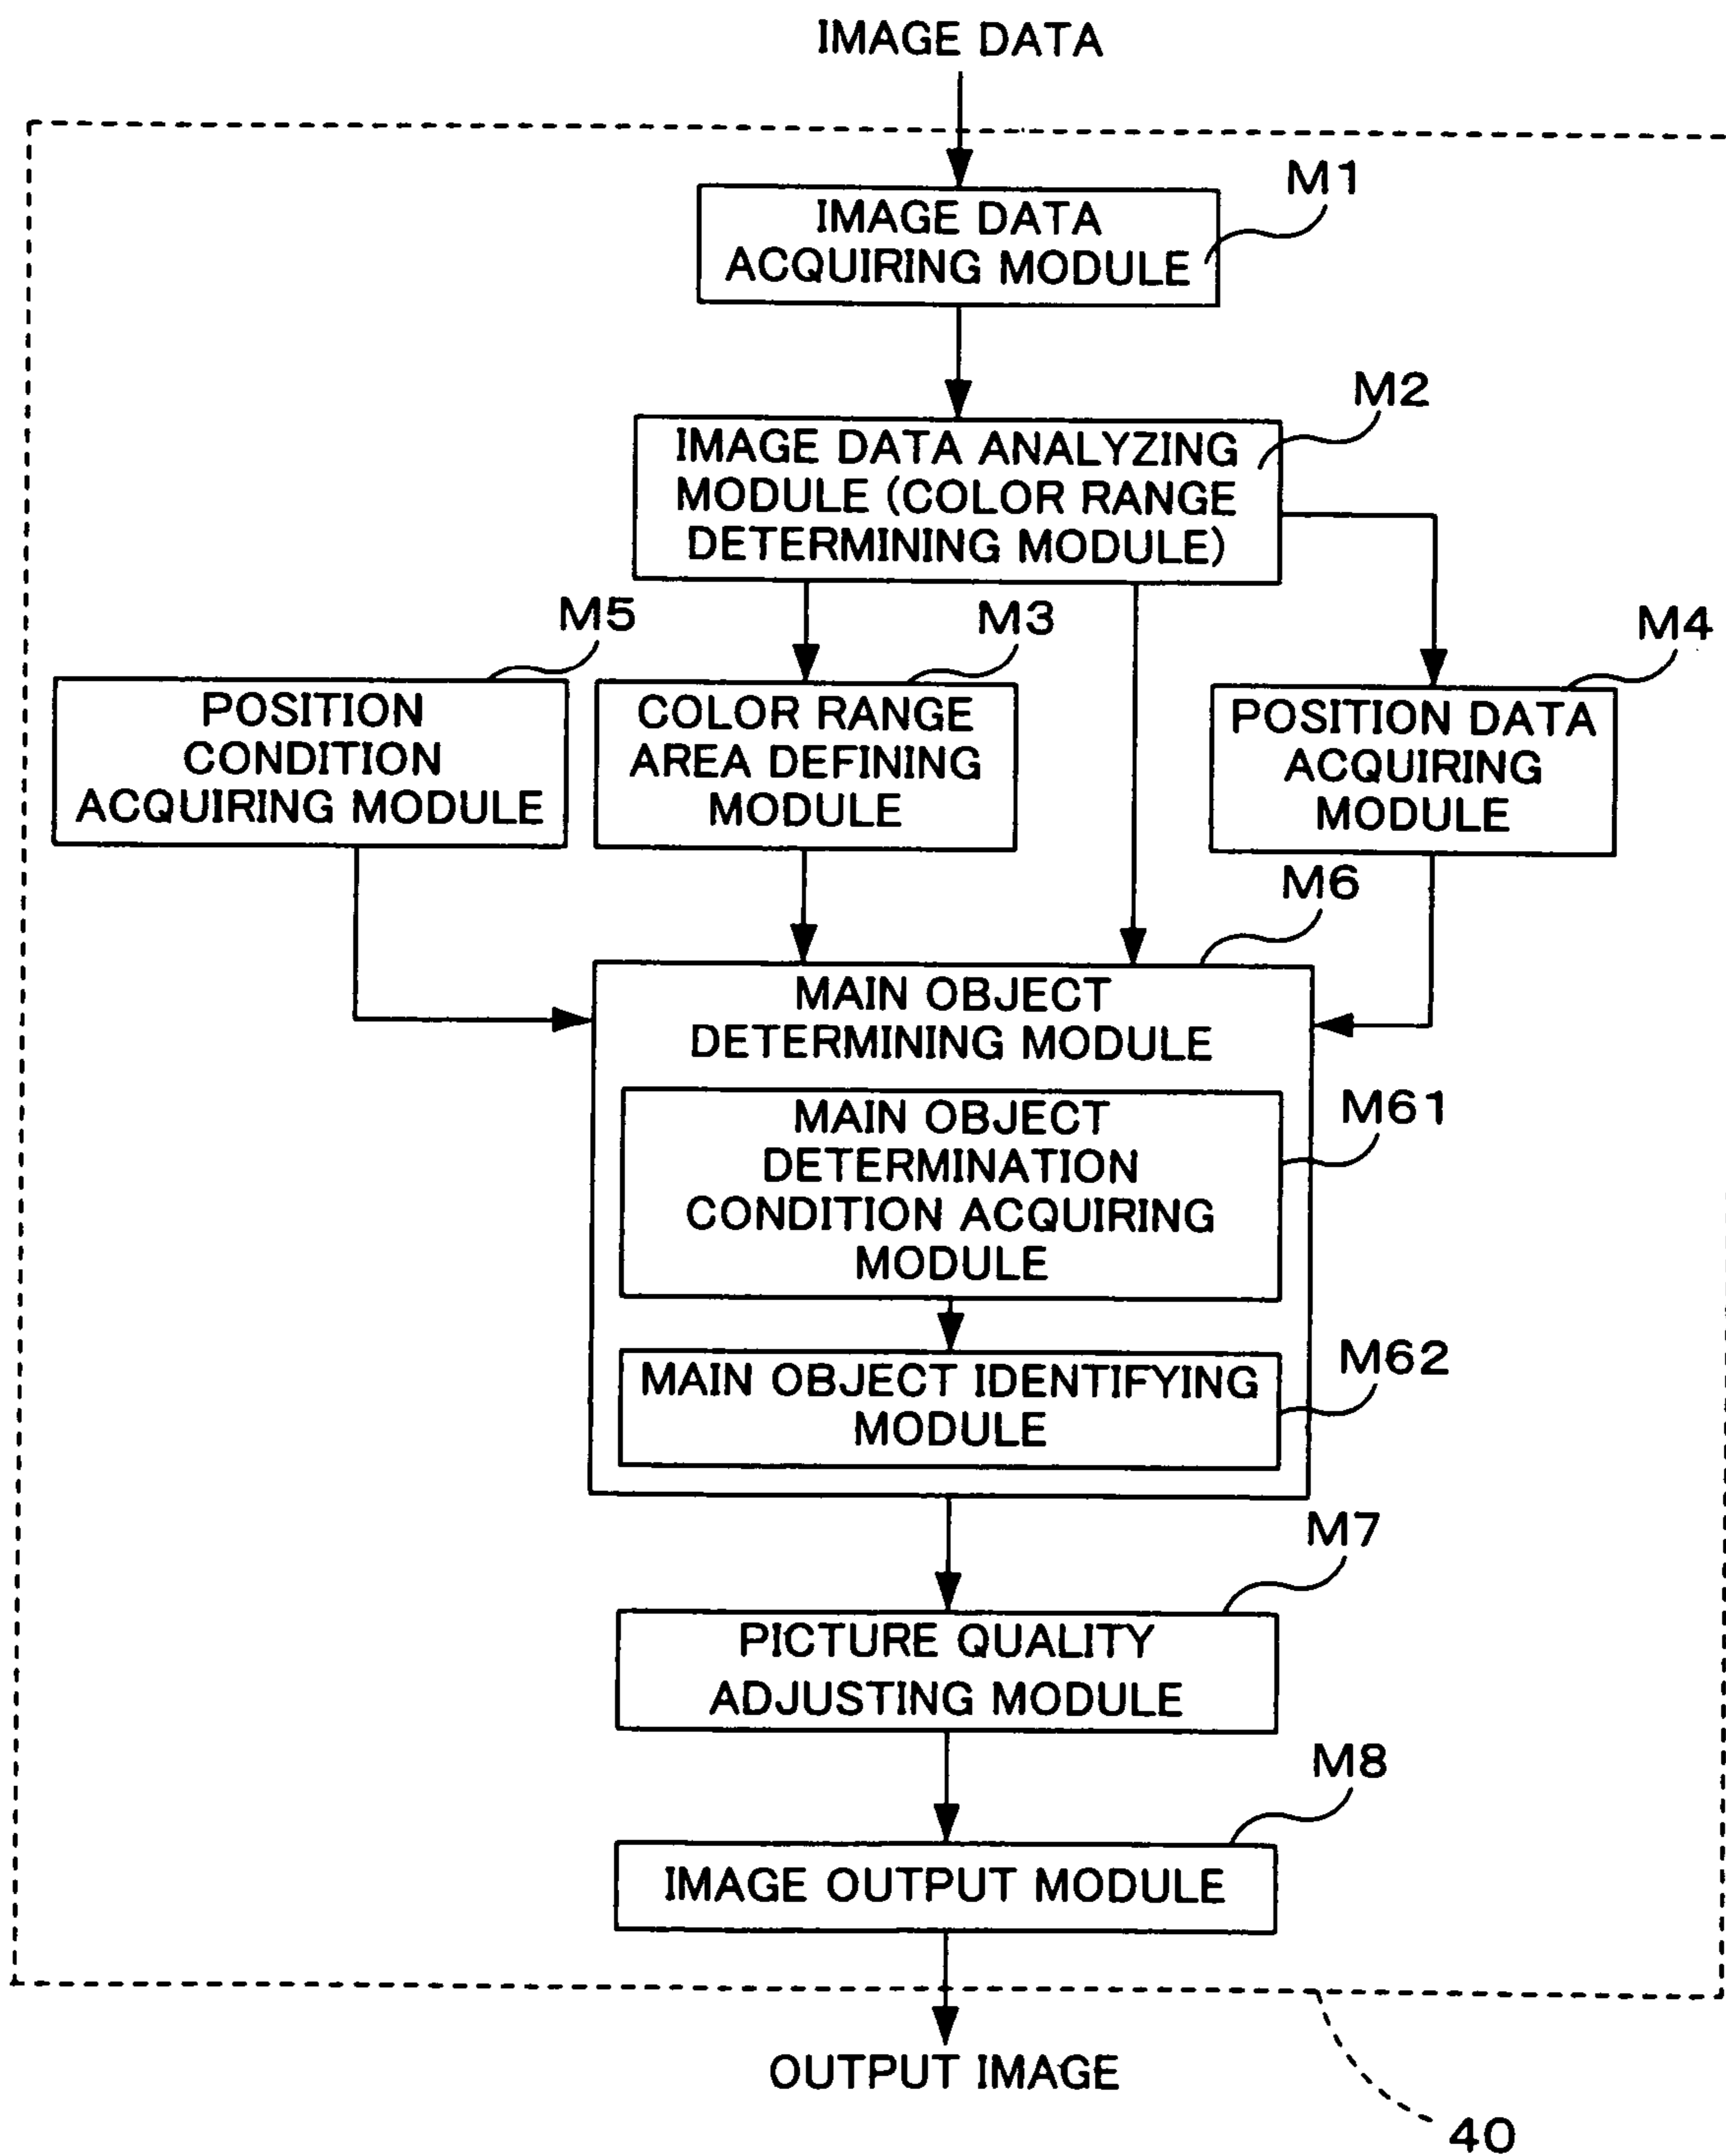 IMAGE DATA
M1
IMAGE DATA
ACQUIRING MODULE
M2
IMAGE DATA ANALYZING
MODULE (COLOR RANGE
DETERMINING MODULE)
M5
POSITION
CONDITION
ACQUIRING MODULE
M3
COLOR RANGE
AREA DEFINING
MODULE
M4
POSITION DATA
ACQUIRING
MODULE
M6
MAIN OBJECT
DETERMINING MODULE
M61
MAIN OBJECT
DETERMINATION
CONDITION ACQUIRING
MODULE
M62
MAIN OBJECT IDENTIFYING
MODULE
M7
PICTURE QUALITY
ADJUSTING MODULE
M8
IMAGE OUTPUT MODULE
OUTPUT IMAGE
40